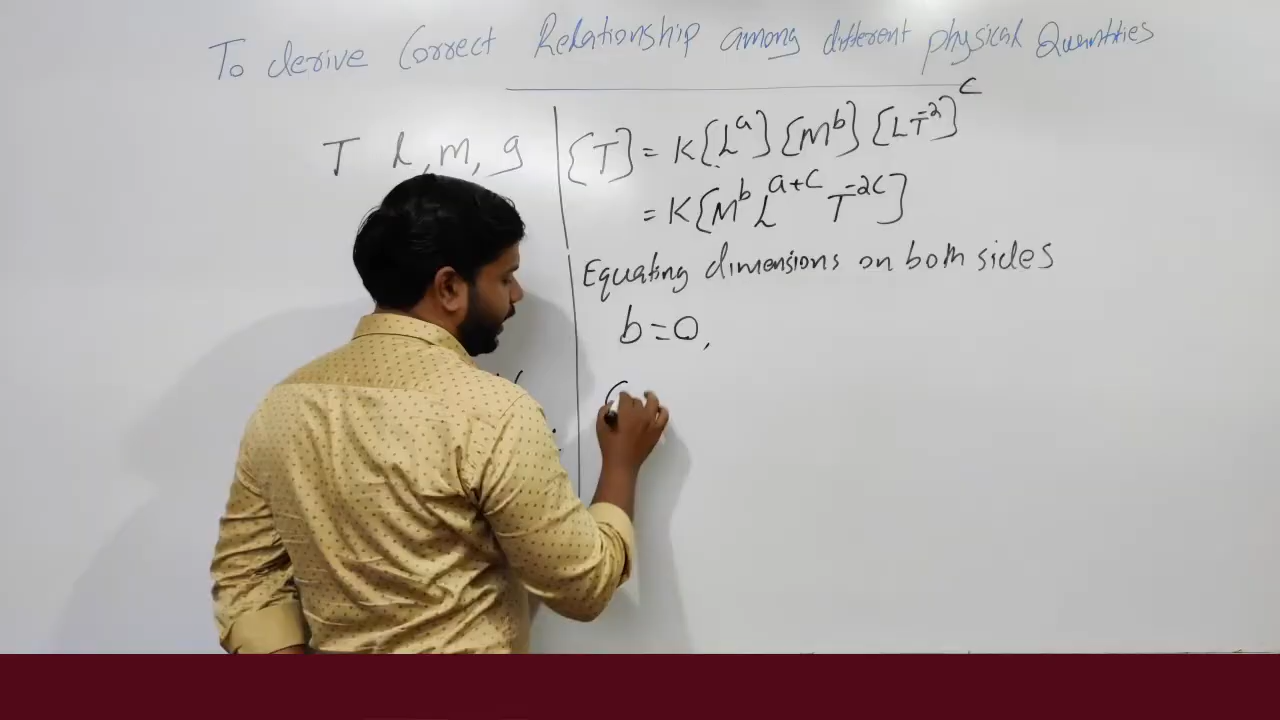 To derive Correct Relationship among different physical Quantities
T l, m, g
[T] = K[L^a] [M^b] [LT^-2]^c
= K[M^b L^a+c T^-2c]
Equating dimensions on both sides
b=0,